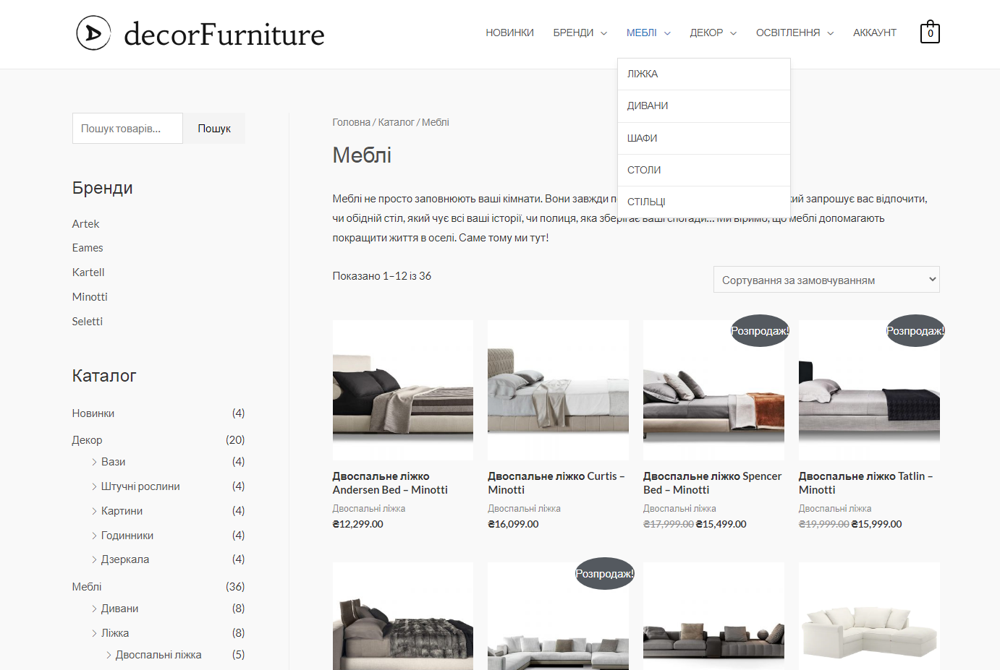 decorFurniture
НОВИНКИ БРЕНДИ МЕБЛІ ДЕКОР ОСВІТЛЕННЯ АККАУНТ 0
ЛІЖКА
ДИВАНИ
ШАФИ
СТОЛИ
СТІЛЬЦІ
Пошук товарів… Пошук
Бренди
Artek
Eames
Kartell
Minotti
Seletti
Каталог
Новинки (4)
Декор (20)
Вази (4)
Штучні рослини (4)
Картини (4)
Годинники (4)
Дзеркала (4)
Меблі (36)
Дивани (8)
Ліжка (8)
Двоспальні ліжка (5)
Головна / Каталог / Меблі
Меблі
Меблі не просто заповнюють ваші кімнати. Вони завжди запрошує вас відпочити,
чи обідній стіл, який чує всі ваші історії, чи полиця, яка зберігає ваші спогади… Ми віримо, що меблі допомагають
покращити життя в оселі. Саме тому ми тут!
Показано 1–12 із 36
Сортування за замовчуванням
Двоспальне ліжко
Andersen Bed – Minotti
Двоспальні ліжка
₴12,299.00
Двоспальне ліжко Curtis –
Minotti
Двоспальні ліжка
₴16,099.00
Розпродаж!
Двоспальне ліжко Spencer
Bed – Minotti
Двоспальні ліжка
₴17,999.00 ₴15,499.00
Розпродаж!
Двоспальне ліжко Tatlin –
Minotti
Двоспальні ліжка
₴19,999.00 ₴15,999.00
Розпродаж!